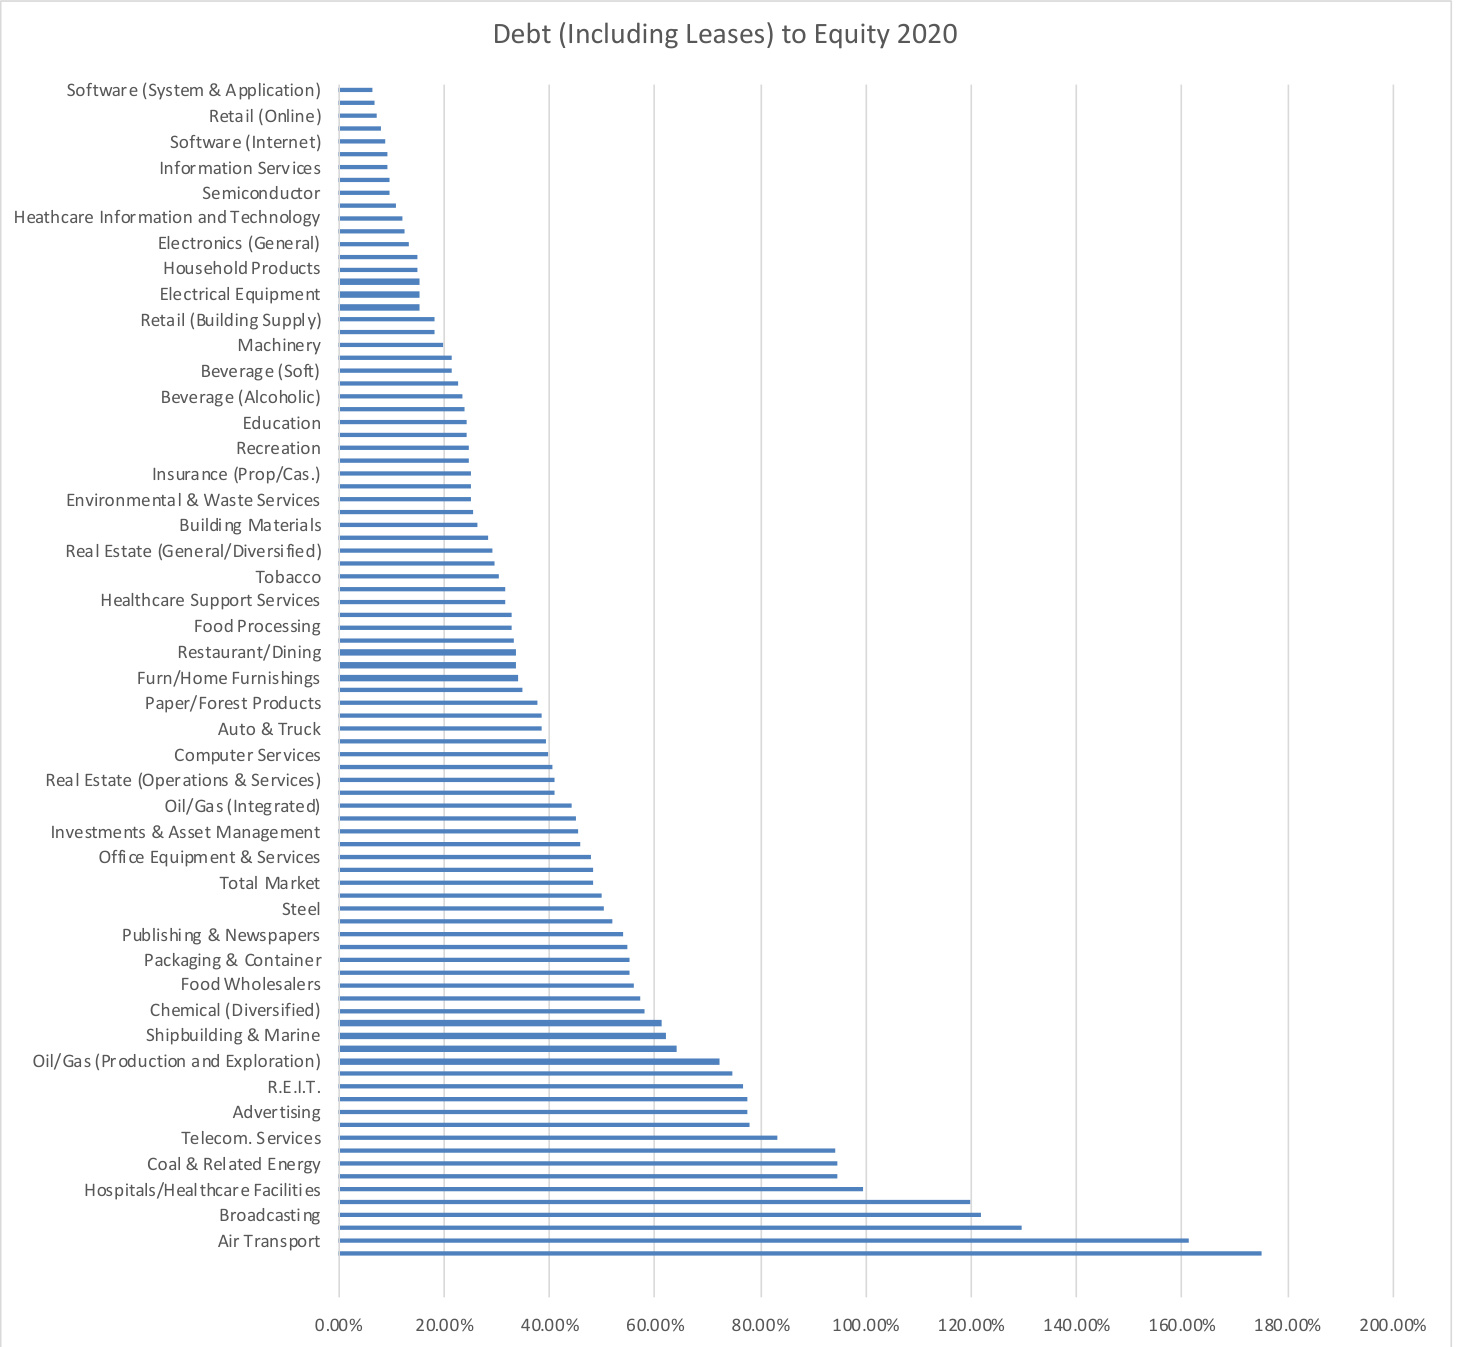 Debt (Including Leases) to Equity 2020
Software (System & Application)
Retail (Online)
Software (Internet)
Information Services
Semiconductor
Heathcare Information and Technology
Electronics (General)
Household Products
Electrical Equipment
Retail (Building Supply)
Machinery
Beverage (Soft)
Beverage (Alcoholic)
Education
Recreation
Insurance (Prop/Cas.)
Environmental & Waste Services
Building Materials
Real Estate (General/Diversified)
Tobacco
Healthcare Support Services
Food Processing
Restaurant/Dining
Furn/Home Furnishings
Paper/Forest Products
Auto & Truck
Computer Services
Real Estate (Operations & Services)
Oil/Gas (Integrated)
Investments & Asset Management
Office Equipment & Services
Total Market
Steel
Publishing & Newspapers
Packaging & Container
Food Wholesalers
Chemical (Diversified)
Shipbuilding & Marine
Oil/Gas (Production and Exploration)
R.E.I.T.
Advertising
Telecom. Services
Coal & Related Energy
Hospitals/Healthcare Facilities
Broadcasting
Air Transport
0.00% 20.00% 40.00% 60.00% 80.00% 100.00% 120.00% 140.00% 160.00% 180.00% 200.00%